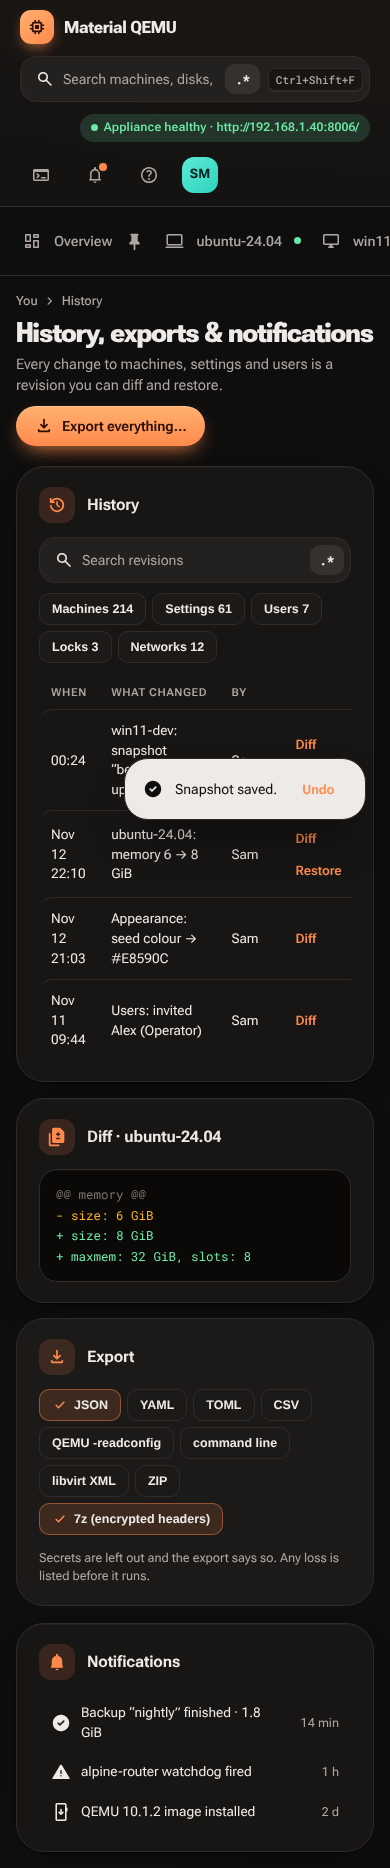 Material QEMU
Search machines, disks,
.*
Ctrl+Shift+F
Appliance healthy · http://192.168.1.40:8006/
SM
Overview
ubuntu-24.04
win11
You > History
History, exports & notifications
Every change to machines, settings and users is a
revision you can diff and restore.
Export everything...
History
Search revisions
.*
Machines 214
Settings 61
Users 7
Locks 3
Networks 12
WHEN WHAT CHANGED BY
00:24
win11-dev:
snapshot
Diff
Snapshot saved. Undo
Nov
12
22:10
ubuntu-24.04:
memory 6 → 8
GiB
Sam
Diff
Restore
Nov
12
21:03
Appearance:
seed colour →
#E8590C
Sam
Diff
Nov
11
09:44
Users: invited
Alex (Operator)
Sam
Diff
Diff · ubuntu-24.04
@@ memory @@
- size: 6 GiB
+ size: 8 GiB
+ maxmem: 32 GiB, slots: 8
Export
JSON
YAML
TOML
CSV
QEMU -readconfig
command line
libvirt XML
ZIP
7z (encrypted headers)
Secrets are left out and the export says so. Any loss is
listed before it runs.
Notifications
Backup “nightly” finished · 1.8
GiB
14 min
alpine-router watchdog fired
1 h
QEMU 10.1.2 image installed
2 d